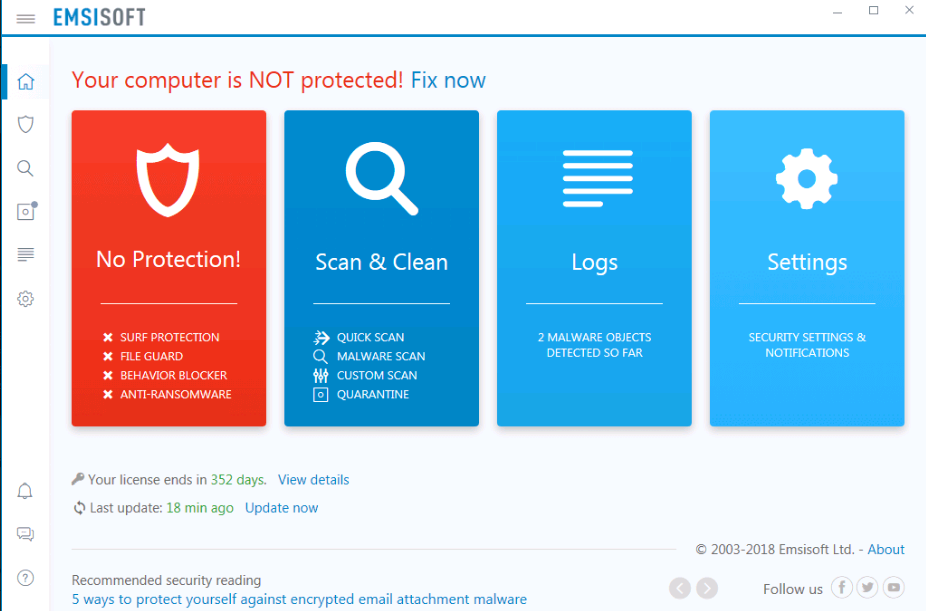 EMSISOFT
Your computer is NOT protected! Fix now
No Protection!
SURF PROTECTION
FILE GUARD
BEHAVIOR BLOCKER
ANTI-RANSOMWARE
Scan & Clean
QUICK SCAN
MALWARE SCAN
CUSTOM SCAN
QUARANTINE
Logs
2 MALWARE OBJECTS
DETECTED SO FAR
Settings
SECURITY SETTINGS &
NOTIFICATIONS
Your license ends in 352 days. View details
Last update: 18 min ago Update now
© 2003-2018 Emsisoft Ltd. - About
Recommended security reading
5 ways to protect yourself against encrypted email attachment malware
Follow us